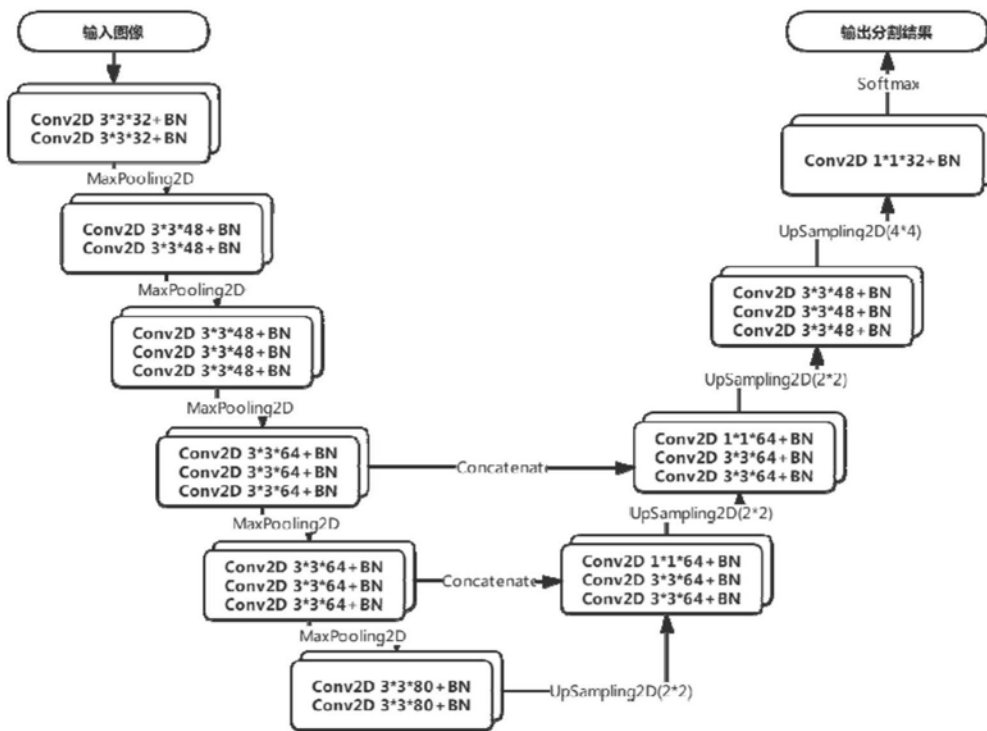 输入图像
Conv2D 3*3*32+BN
Conv2D 3*3*32+BN
MaxPooling2D
Conv2D 3*3*48+BN
Conv2D 3*3*48+BN
MaxPooling2D
Conv2D 3*3*48+BN
Conv2D 3*3*48+BN
Conv2D 3*3*48+BN
MaxPooling2D
Conv2D 3*3*64+BN
Conv2D 3*3*64+BN
Conv2D 3*3*64+BN
MaxPooling2D
Conv2D 3*3*64+BN
Conv2D 3*3*64+BN
Conv2D 3*3*64+BN
MaxPooling2D
Conv2D 3*3*80+BN
Conv2D 3*3*80+BN
UpSampling2D(2*2)
Concatenate
Conv2D 1*1*64+BN
Conv2D 3*3*64+BN
Conv2D 3*3*64+BN
UpSampling2D(2*2)
Concatenate
Conv2D 1*1*64+BN
Conv2D 3*3*64+BN
Conv2D 3*3*64+BN
UpSampling2D(2*2)
Conv2D 3*3*48+BN
Conv2D 3*3*48+BN
Conv2D 3*3*48+BN
UpSampling2D(4*4)
Conv2D 1*1*32+BN
Softmax
输出分割结果